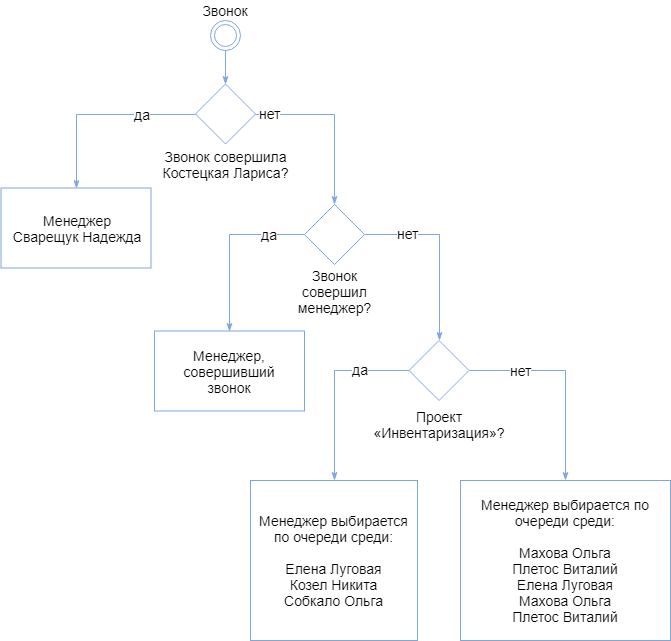 Звонок
да
нет
Звонок совершила
Костецкая Лариса?
Менеджер
Сварещук Надежда
да
нет
Звонок
совершил
менеджер?
Менеджер,
совершивший
звонок
да
нет
Проект
«Инвентаризация»?
Менеджер выбирается
по очереди среди:
Елена Луговая
Козел Никита
Собкало Ольга
Менеджер выбирается по
очереди среди:
Махова Ольга
Плетос Виталий
Елена Луговая
Махова Ольга
Плетос Виталий